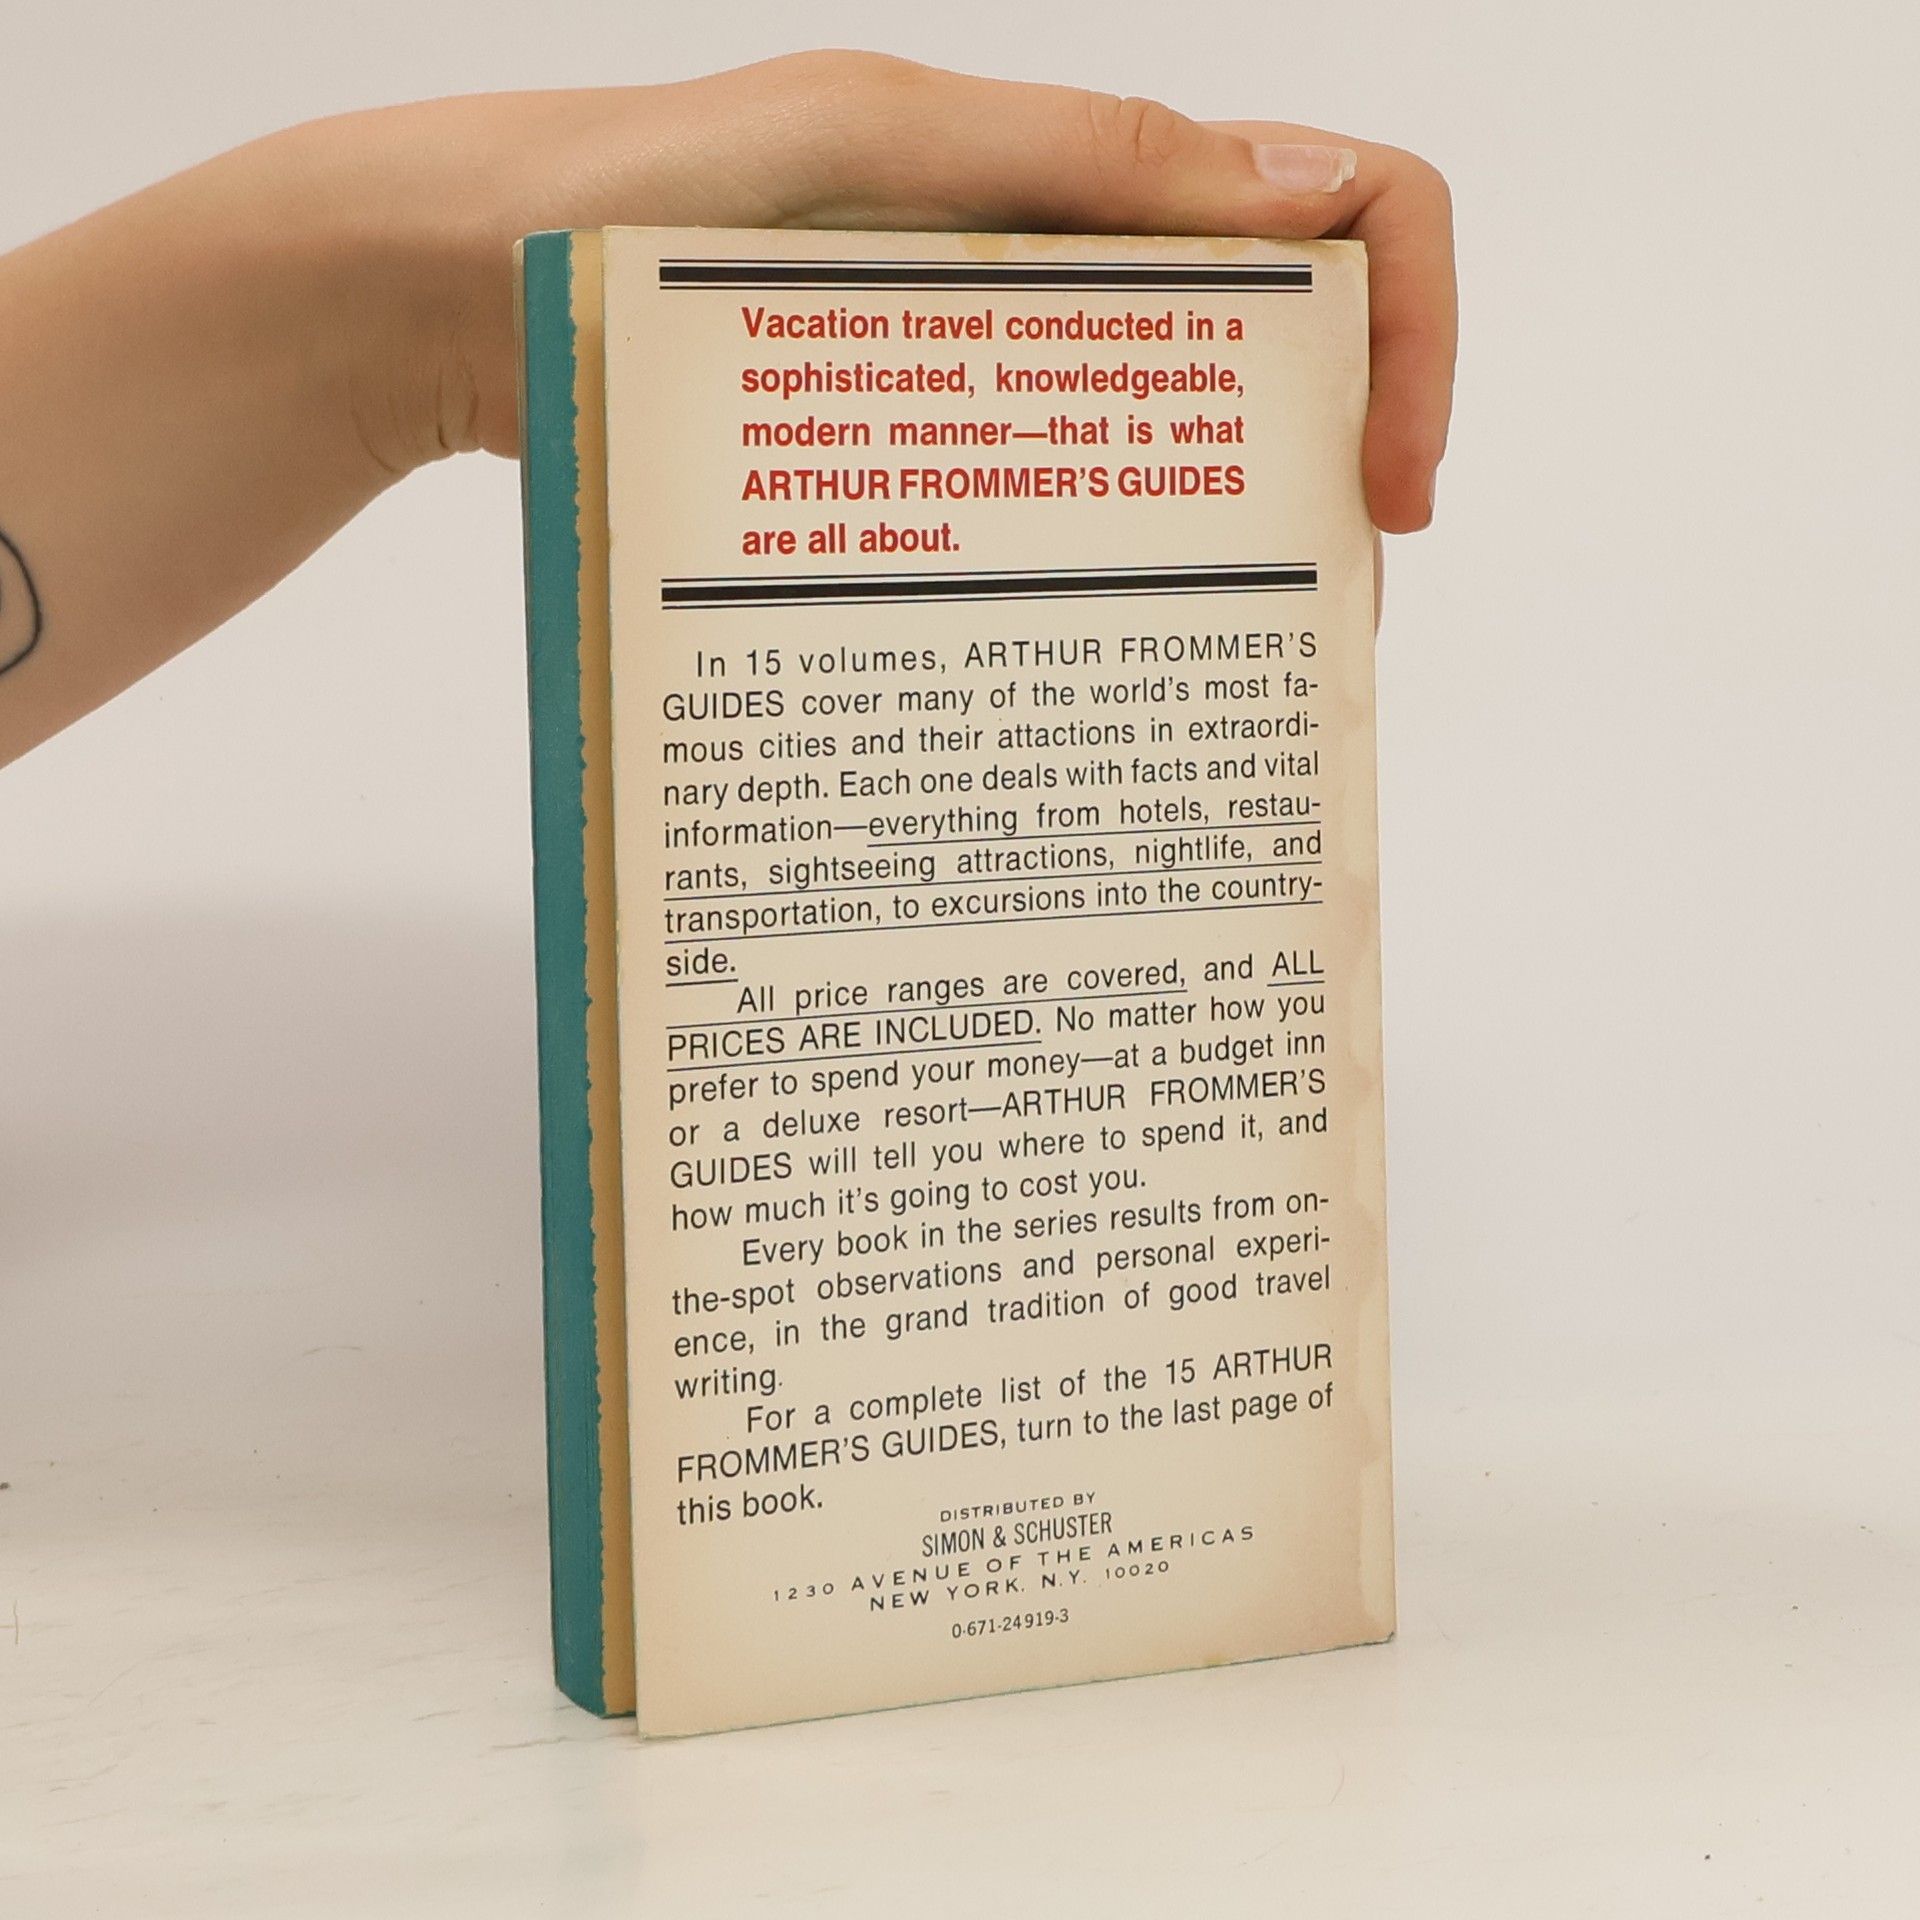 Vacation travel conducted in a
sophisticated, knowledgeable,
modern manner—that is what
ARTHUR FROMMER'S GUIDES
are all about.
In 15 volumes, ARTHUR FROMMER'S
GUIDES cover many of the world's most fa-
mous cities and their attactions in extraordi-
nary depth. Each one deals with facts and vital
information—everything from hotels, restau-
rants, sightseeing attractions, nightlife, and
transportation, to excursions into the country-
side.
All price ranges are covered, and ALL
PRICES ARE INCLUDED. No matter how you
prefer to spend your money—at a budget inn
or a deluxe resort—ARTHUR FROMMER'S
GUIDES will tell you where to spend it, and
how much it's going to cost you.
Every book in the series results from on-
the-spot observations and personal experi-
ence, in the grand tradition of good travel
writing.
For a complete list of the 15 ARTHUR
FROMMER'S GUIDES, turn to the last page of
this book.
DISTRIBUTED BY
SIMON & SCHUSTER
1230 AVENUE OF THE AMERICAS
NEW YORK, N.Y. 10020
0-671-24919-3